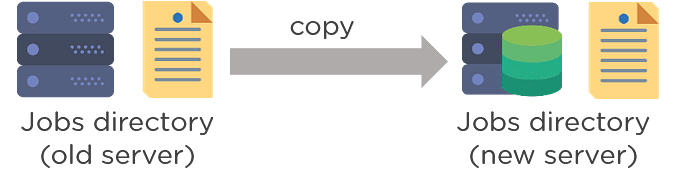 copy
Jobs directory
(old server)
Jobs directory
(new server)